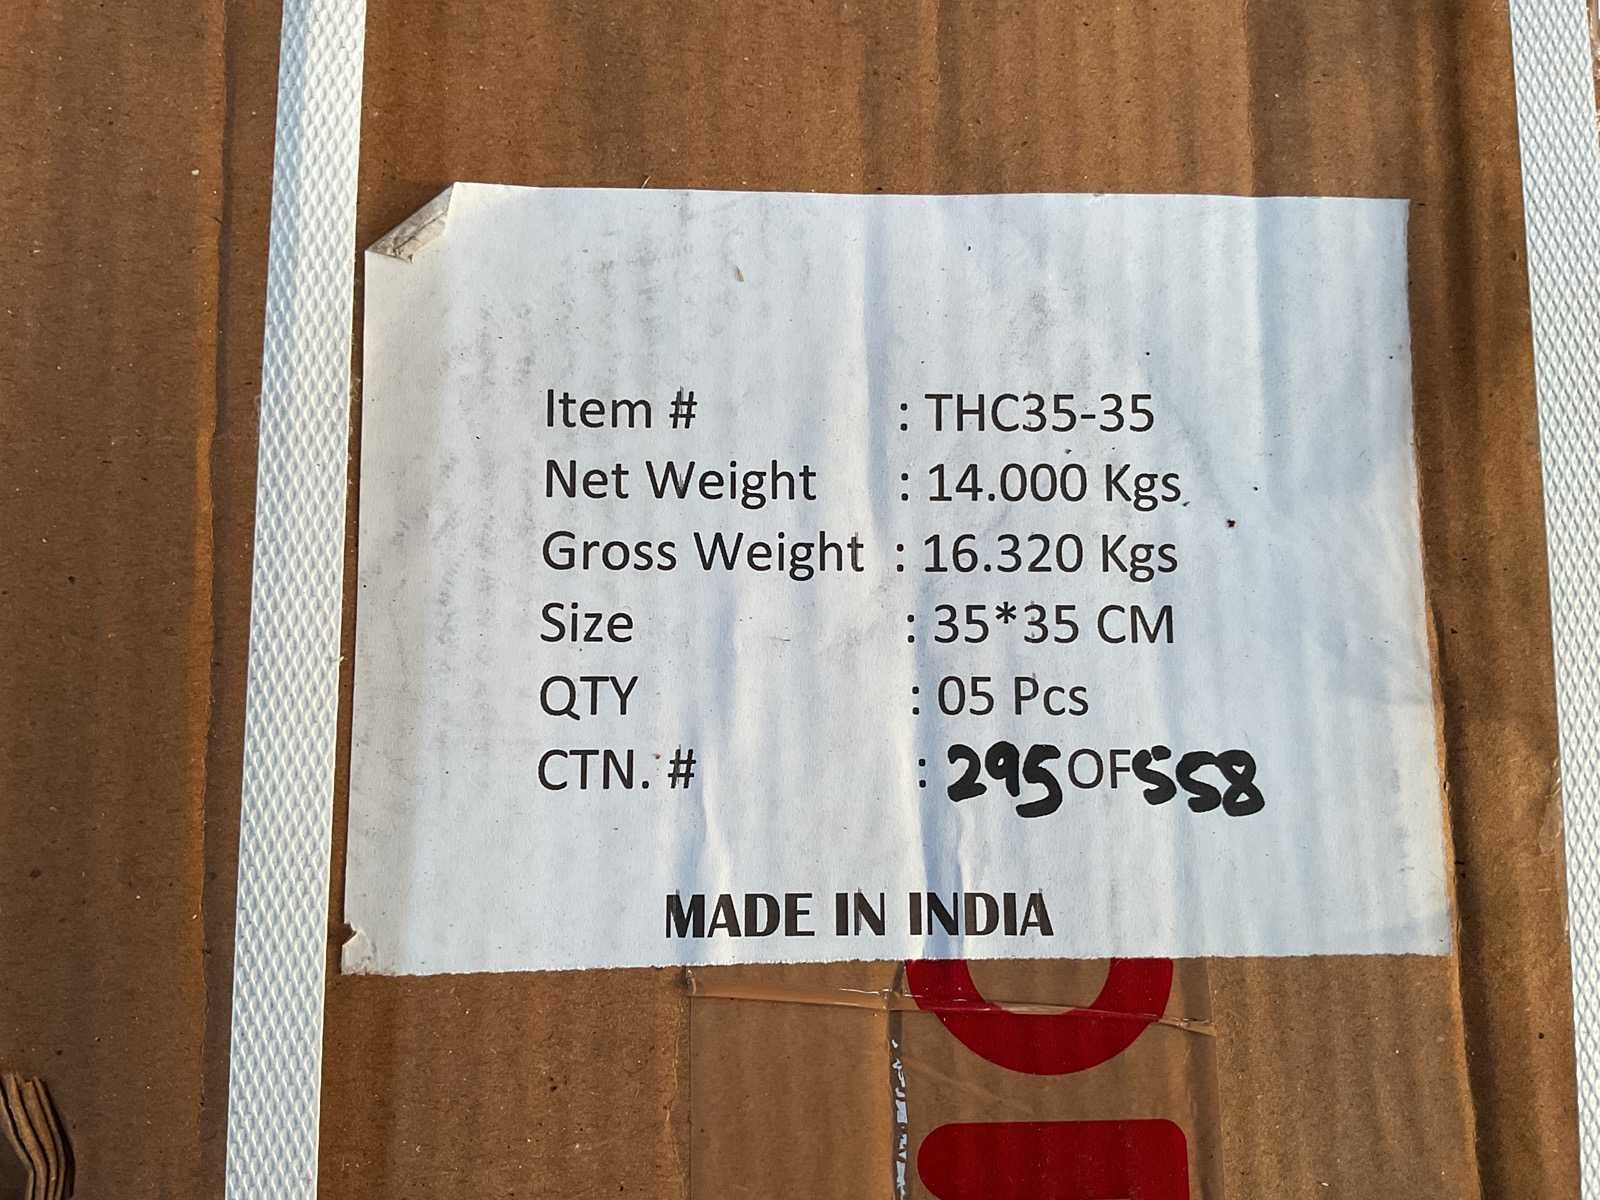 Item # : THC35-35
Net Weight : 14.000 Kgs
Gross Weight : 16.320 Kgs
Size : 35*35 CM
QTY : 05 Pcs
CTN. # : 295 OF 558
MADE IN INDIA